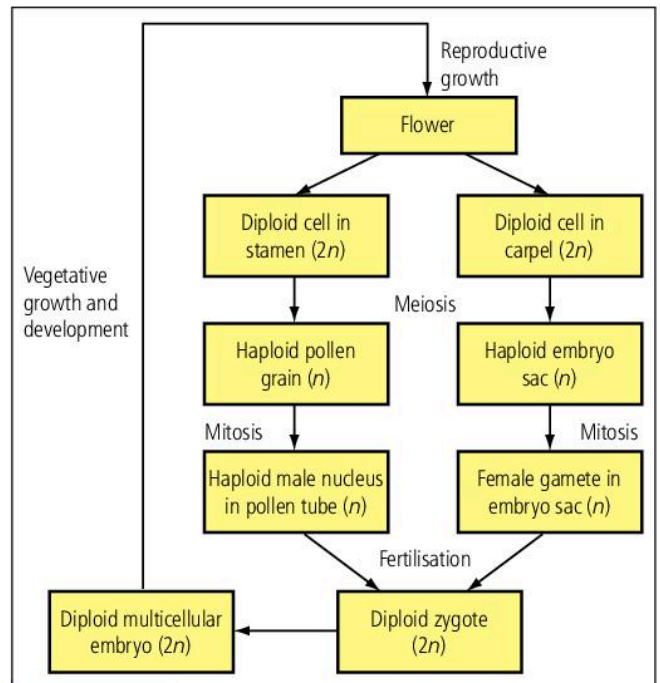 Reproductive
growth
Flower
Diploid cell in
stamen (2n)
Diploid cell in
carpel (2n)
Vegetative
growth and
development
Meiosis
Haploid pollen
grain (n)
Haploid embryo
sac (n)
Mitosis
Mitosis
Haploid male nucleus
in pollen tube (n)
Female gamete in
embryo sac (n)
Fertilisation
Diploid multicellular
embryo (2n)
Diploid zygote
(2n)